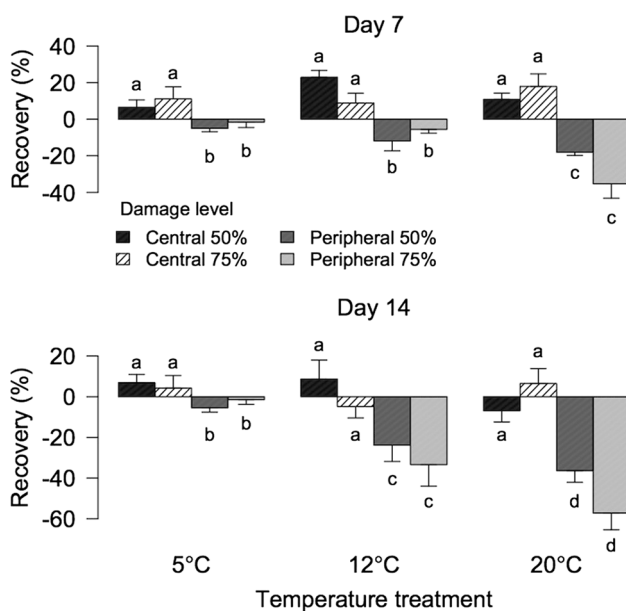 Day 7
Recovery (%)
40
20
0
-20
-40
a a b b
a a b b
a a c c
Damage level
Central 50% Peripheral 50%
Central 75% Peripheral 75%
Day 14
Recovery (%)
20
0
-20
-40
-60
a a b b
a a c c
a a d d
5°C 12°C 20°C
Temperature treatment